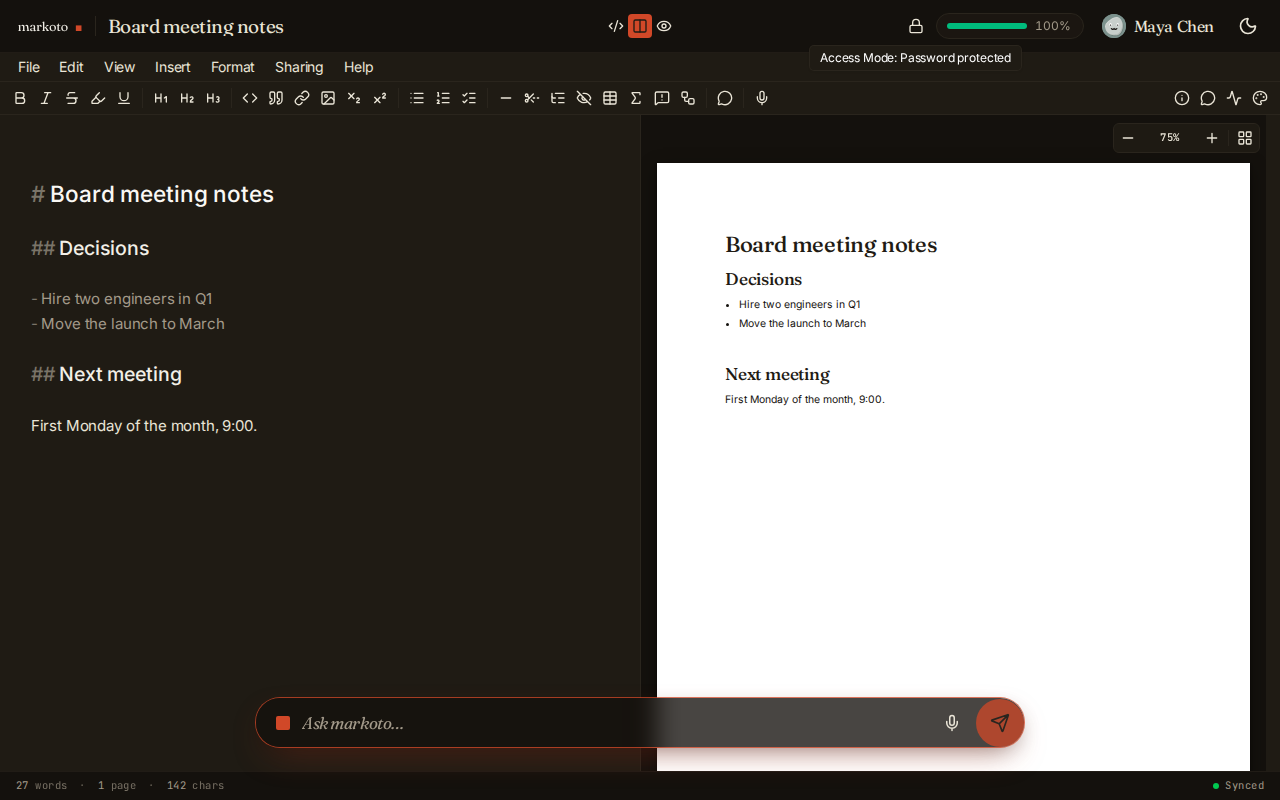 markoto
Board meeting notes
100%
Maya Chen
Access Mode: Password protected
File Edit View Insert Format Sharing Help
H1 H2 H3
75%
# Board meeting notes
## Decisions
- Hire two engineers in Q1
- Move the launch to March
## Next meeting
First Monday of the month, 9:00.
Board meeting notes
Decisions
• Hire two engineers in Q1
• Move the launch to March
Next meeting
First Monday of the month, 9:00.
Ask markoto...
27 words · 1 page · 142 chars
Synced